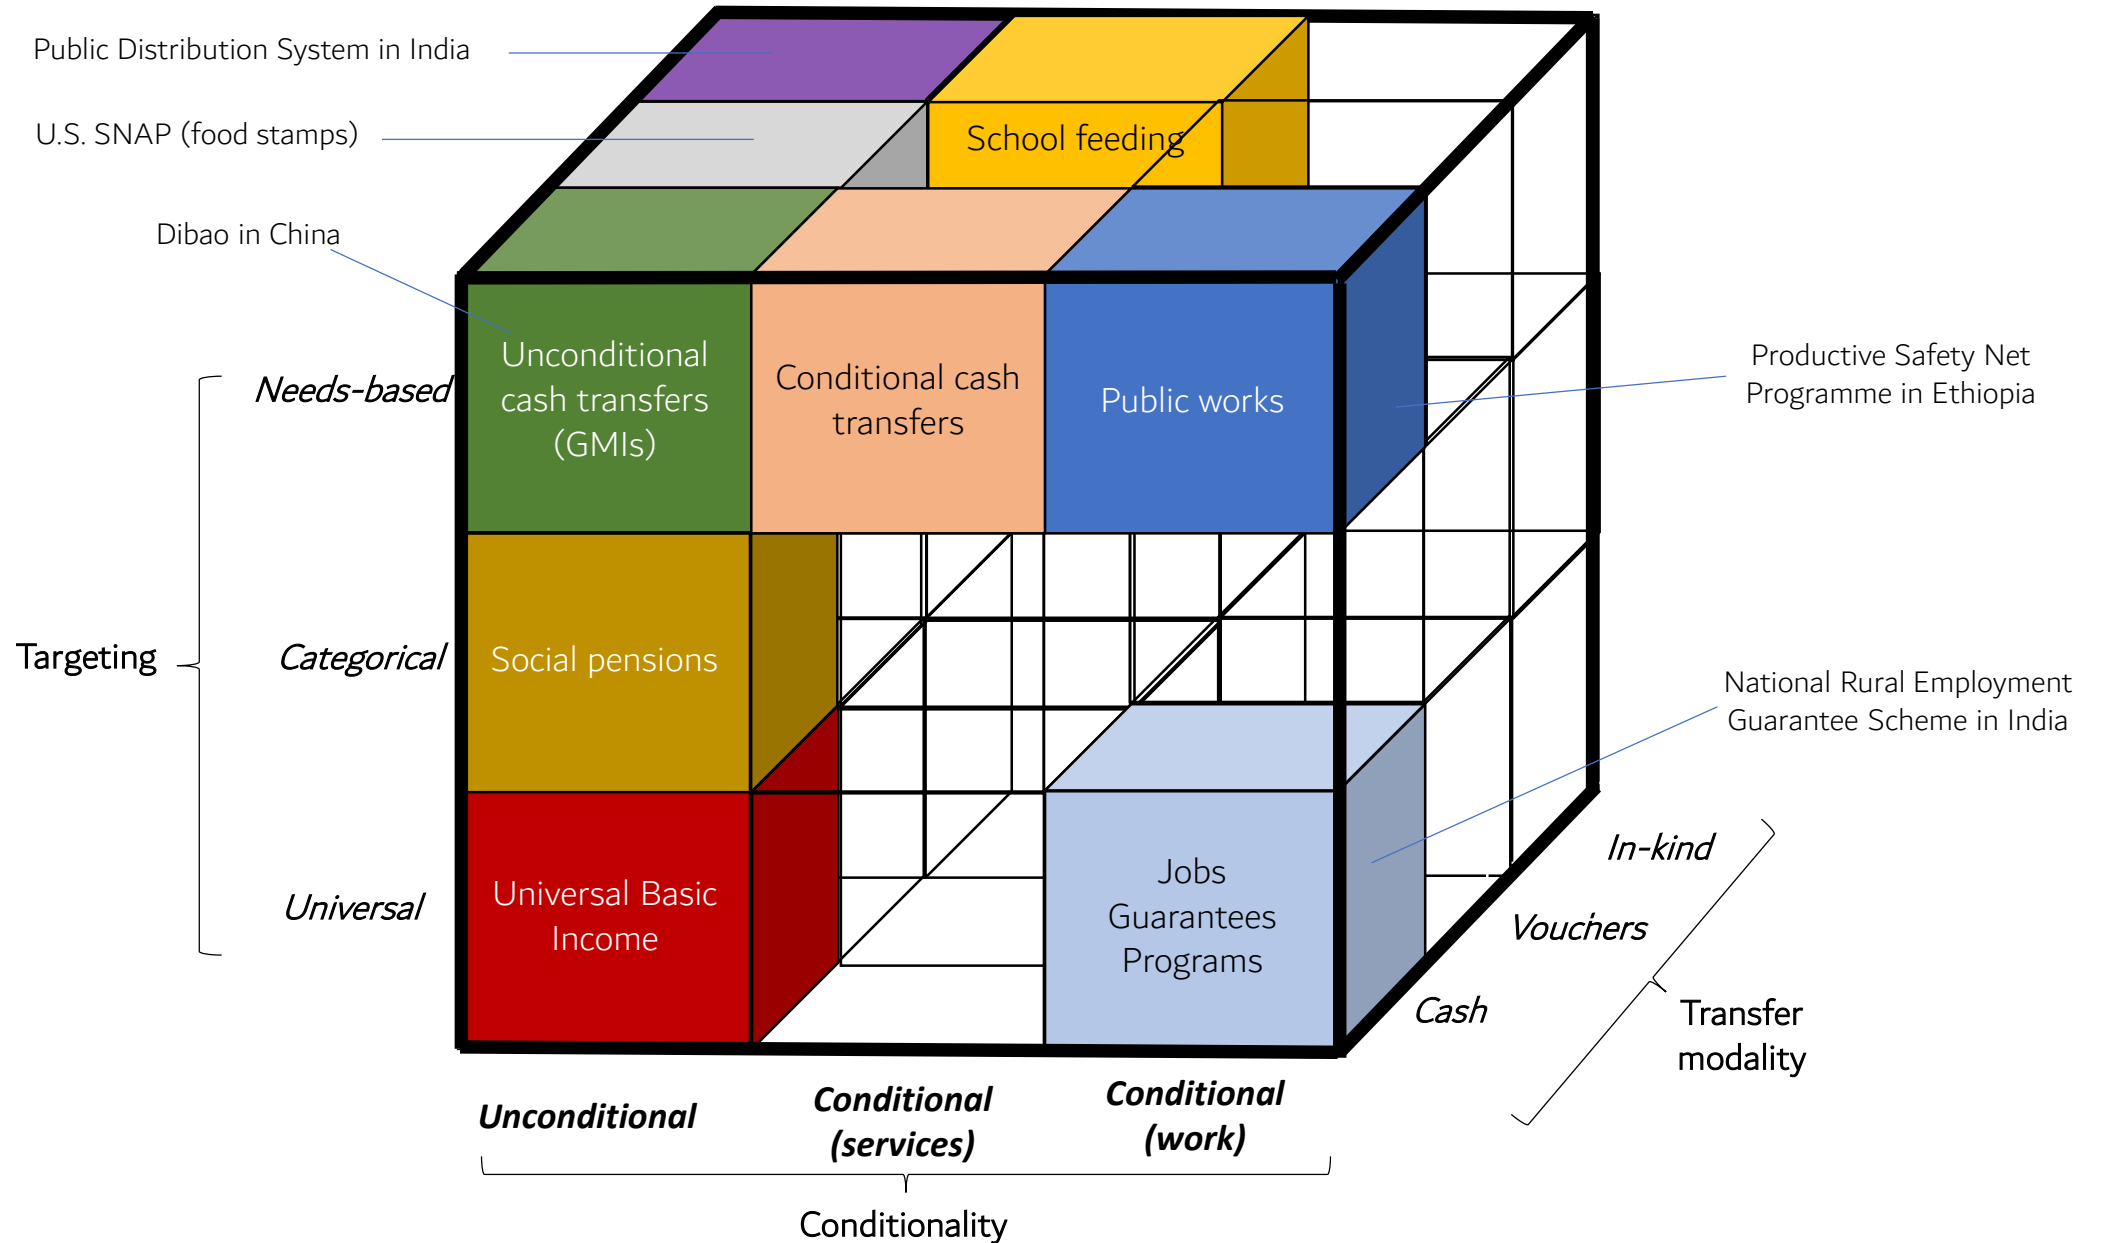 Public Distribution System in India
U.S. SNAP (food stamps)
School feeding
Dibao in China
Unconditional
cash transfers
(GMIs)
Conditional cash
transfers
Public works
Productive Safety Net
Programme in Ethiopia
Needs-based
Targeting
Categorical
Social pensions
National Rural Employment
Guarantee Scheme in India
Universal
Universal Basic
Income
Jobs
Guarantees
Programs
In-kind
Vouchers
Cash
Transfer
modality
Unconditional
Conditional
(services)
Conditional
(work)
Conditionality